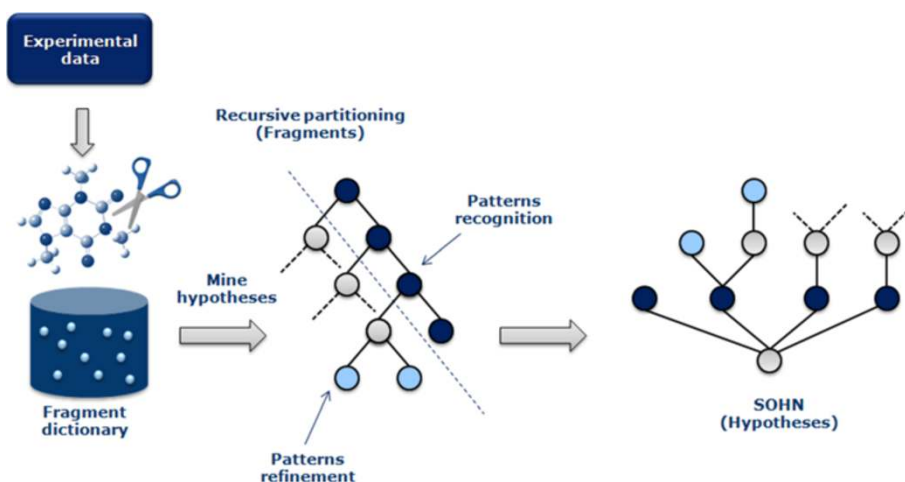 Experimental
data
Recursive partitioning
(Fragments)
Patterns
recognition
Mine
hypotheses
Fragment
dictionary
Patterns
refinement
SOHN
(Hypotheses)